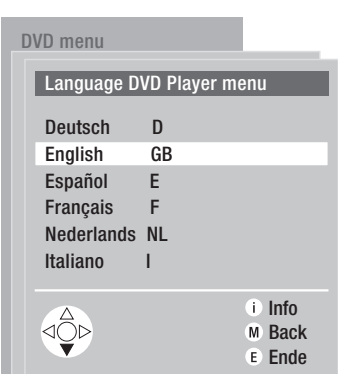 DVD menu
Language DVD Player menu
Deutsch D
English GB
Español E
Français F
Nederlands NL
Italiano I
i Info
M Back
E Ende